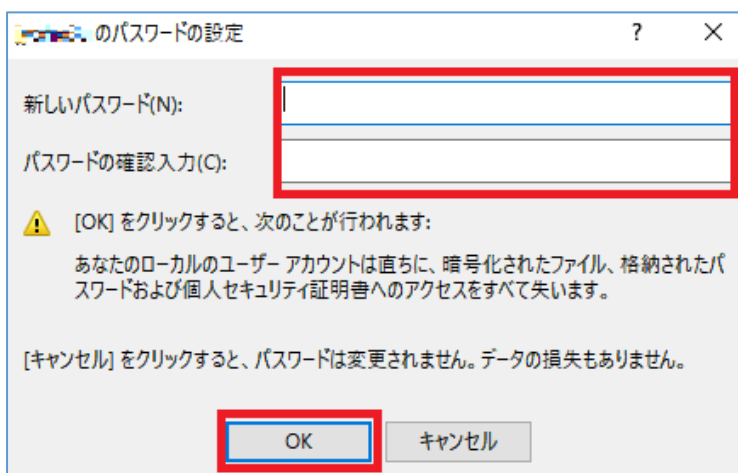 のパスワードの設定
新しいパスワード(N):
パスワードの確認入力(C):
[OK] をクリックすると、次のことが行われます:
あなたのローカルのユーザー アカウントは直ちに、暗号化されたファイル、格納されたパ
スワードおよび個人セキュリティ証明書へのアクセスをすべて失います。
[キャンセル] をクリックすると、パスワードは変更されません。データの損失もありません。
OK
キャンセル